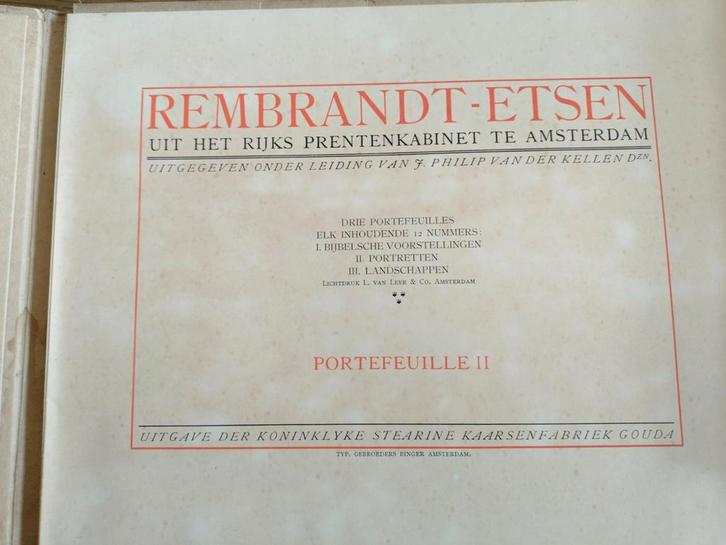 REMBRANDT-ETSEN
UIT HET RIJKS PRENTENKABINET TE AMSTERDAM
UITGEGEVEN ONDER LEIDING VAN J. PHILIP VAN DER KELLEN DZN.
DRIE PORTEFEUILLES
ELK INHOUDENDE 12 NUMMERS:
I. BIJBELSCHE VOORSTELLINGEN
II. PORTRETTEN
III. LANDSCHAPPEN
LICHTDRUK L. VAN LEER & CO. AMSTERDAM
PORTEFEUILLE II
UITGAVE DER KONINKLYKE STEARINE KAARSENFABRIEK GOUDA
TYP. GEBROEDERS BINGER AMSTERDAM.